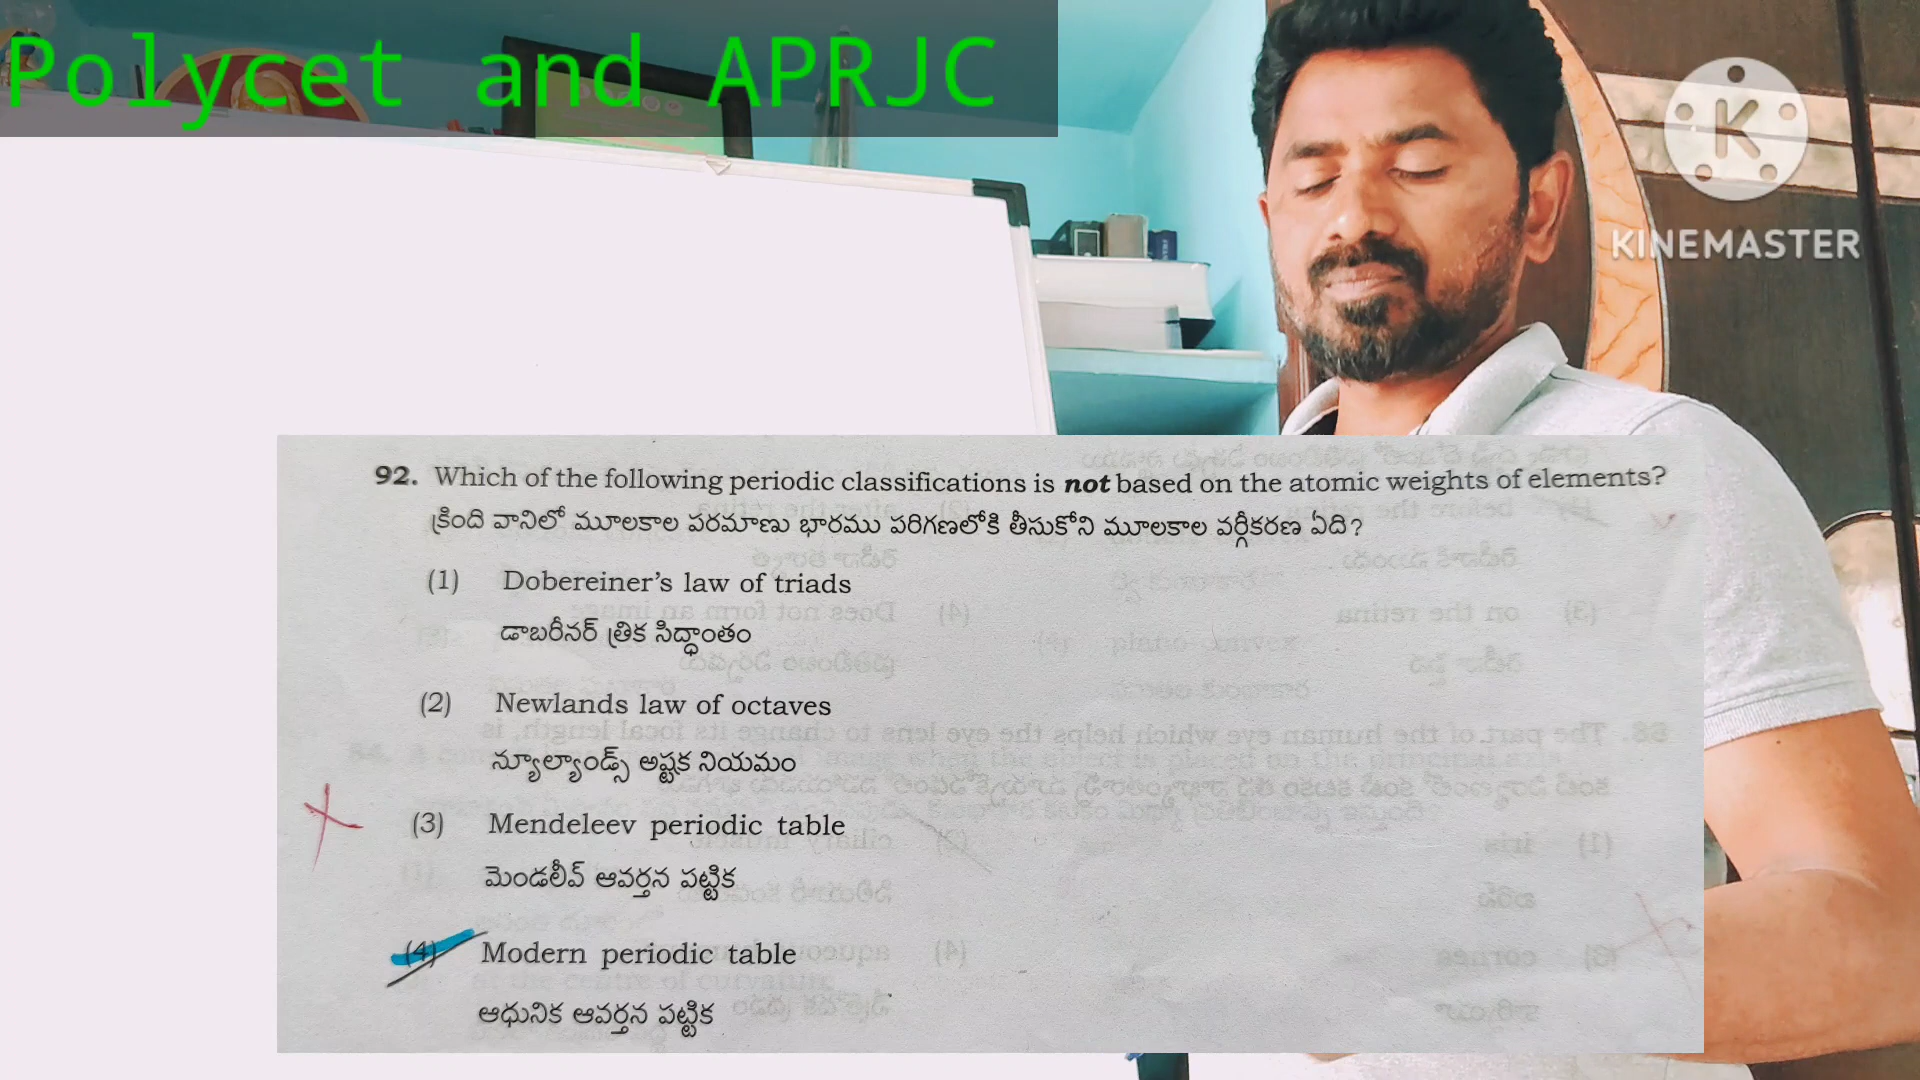 Polycet and APRJC
K
KINEMASTER
92. Which of the following periodic classifications is not based on the atomic weights of elements?
క్రింది వానిలో మూలకాల పరమాణు భారము పరిగణలోకి తీసుకోని మూలకాల వర్గీకరణ ఏది?
(1) Dobereiner's law of triads
డాబరీనర్ త్రిక సిద్ధాంతం
(2) Newlands law of octaves
న్యూల్యాండ్స్ అష్టక నియమం
(3) Mendeleev periodic table
మెండలీవ్ ఆవర్తన పట్టిక
(4) Modern periodic table
ఆధునిక ఆవర్తన పట్టిక